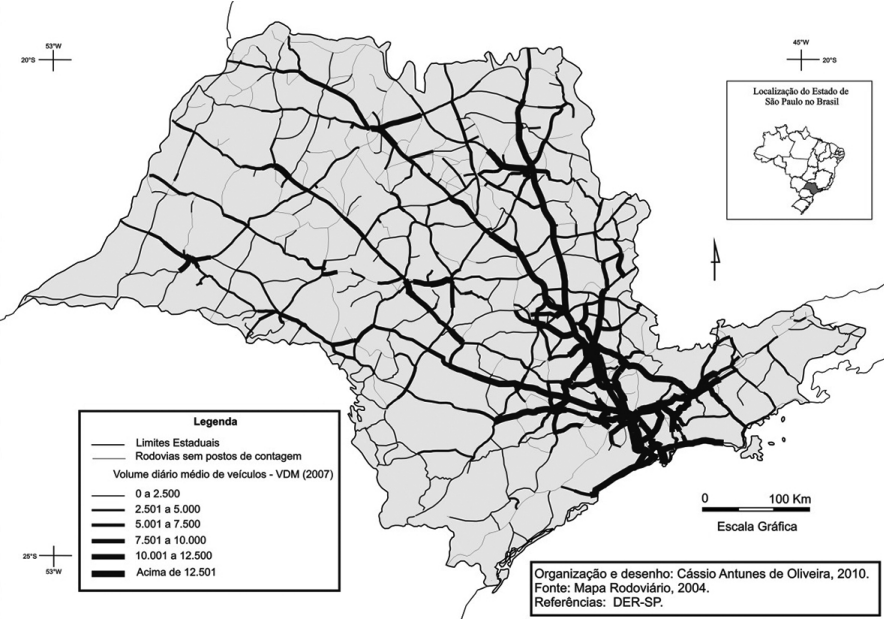 53°W
20°S
45°W
20°S
Localização do Estado de
São Paulo no Brasil
Legenda
Limites Estaduais
Rodovias sem postos de contagem
Volume diário médio de veículos - VDM (2007)
0 a 2.500
2.501 a 5.000
5.001 a 7.500
7.501 a 10.000
10.001 a 12.500
Acima de 12.501
0 100 Km
Escala Gráfica
25°S
53°W
Organização e desenho: Cássio Antunes de Oliveira, 2010.
Fonte: Mapa Rodoviário, 2004.
Referências: DER-SP.